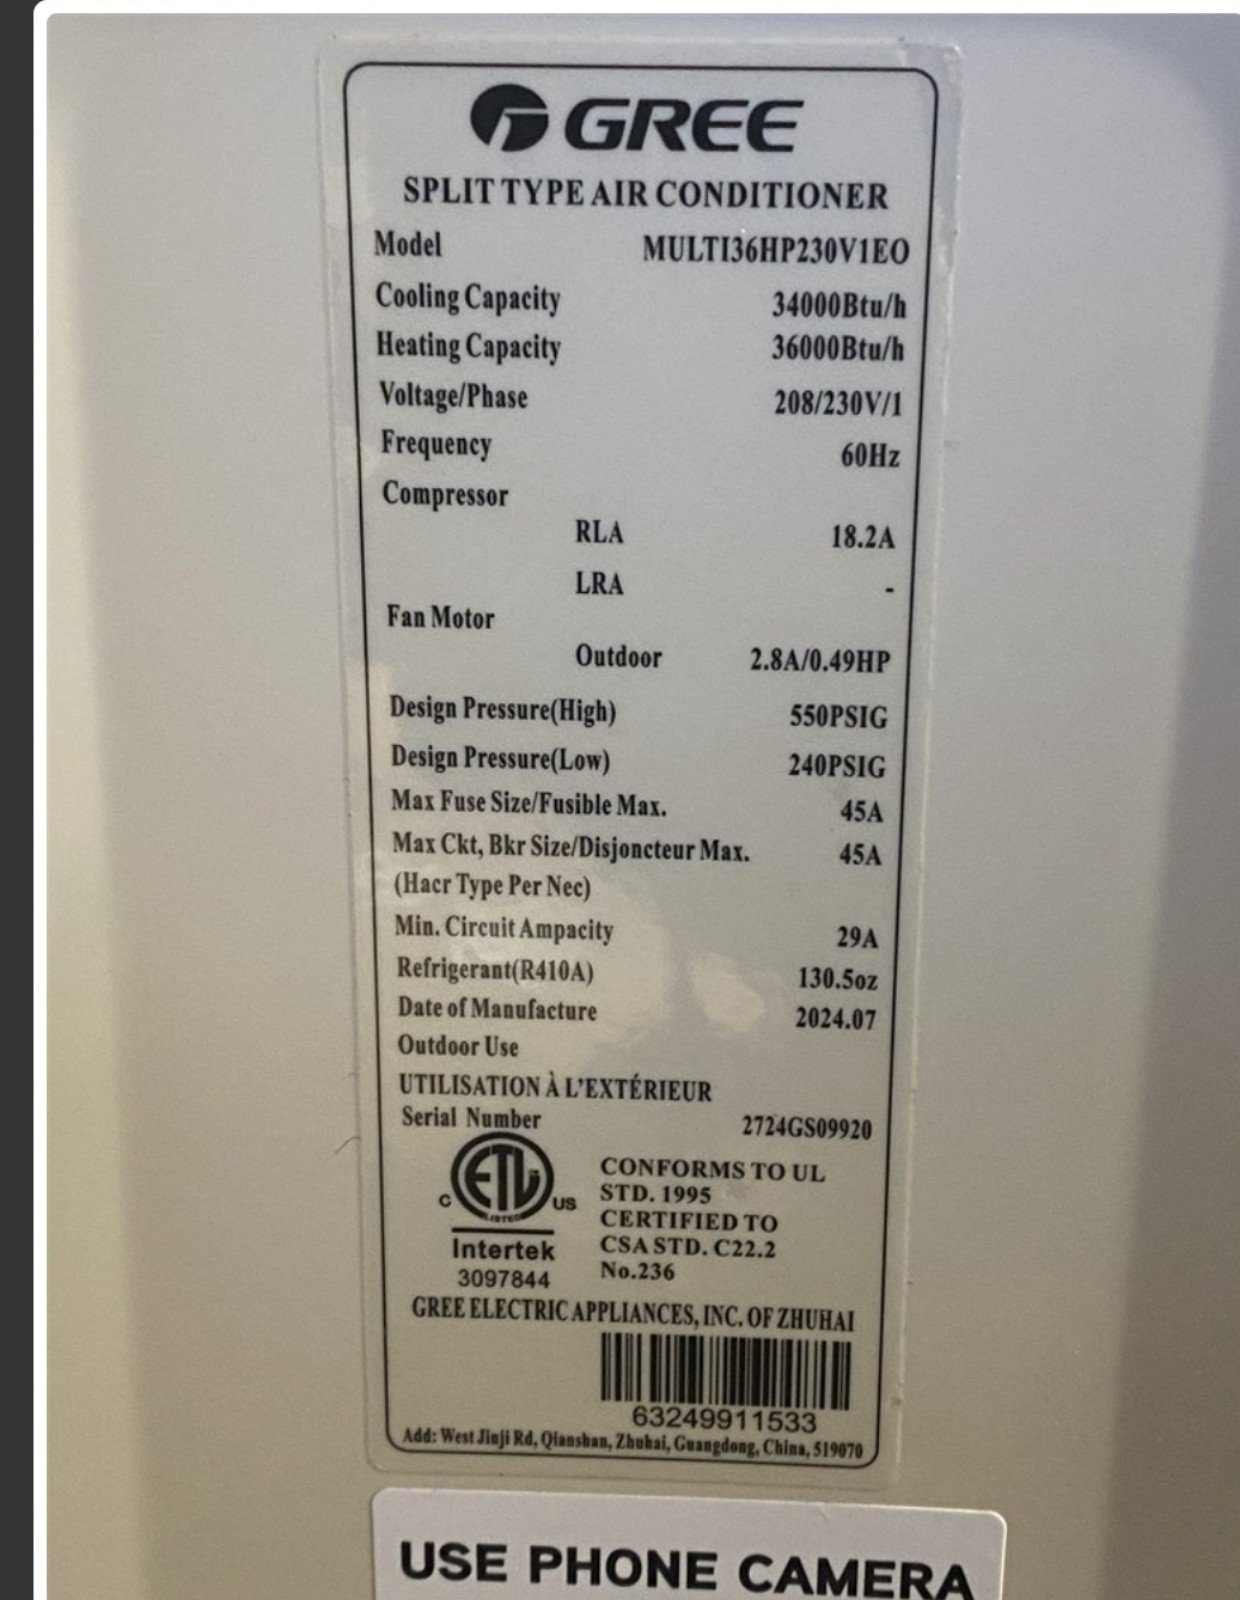 GREE
SPLIT TYPE AIR CONDITIONER
Model MULTI36HP230V1EO
Cooling Capacity 34000Btu/h
Heating Capacity 36000Btu/h
Voltage/Phase 208/230V/1
Frequency 60Hz
Compressor
RLA 18.2A
LRA -
Fan Motor
Outdoor 2.8A/0.49HP
Design Pressure(High) 550PSIG
Design Pressure(Low) 240PSIG
Max Fuse Size/Fusible Max. 45A
Max Ckt, Bkr Size/Disjoncteur Max. 45A
(Hacr Type Per Nec)
Min. Circuit Ampacity 29A
Refrigerant(R410A) 130.5oz
Date of Manufacture 2024.07
Outdoor Use
UTILISATION À L'EXTÉRIEUR
Serial Number 2724GS09920
ETL
LISTED
C US
Intertek
3097844
CONFORMS TO UL
STD. 1995
CERTIFIED TO
CSA STD. C22.2
No.236
GREE ELECTRIC APPLIANCES, INC. OF ZHUHAI
63249911533
Add: West Jinji Rd, Qianshan, Zhuhai, Guangdong, China, 519070
USE PHONE CAMERA